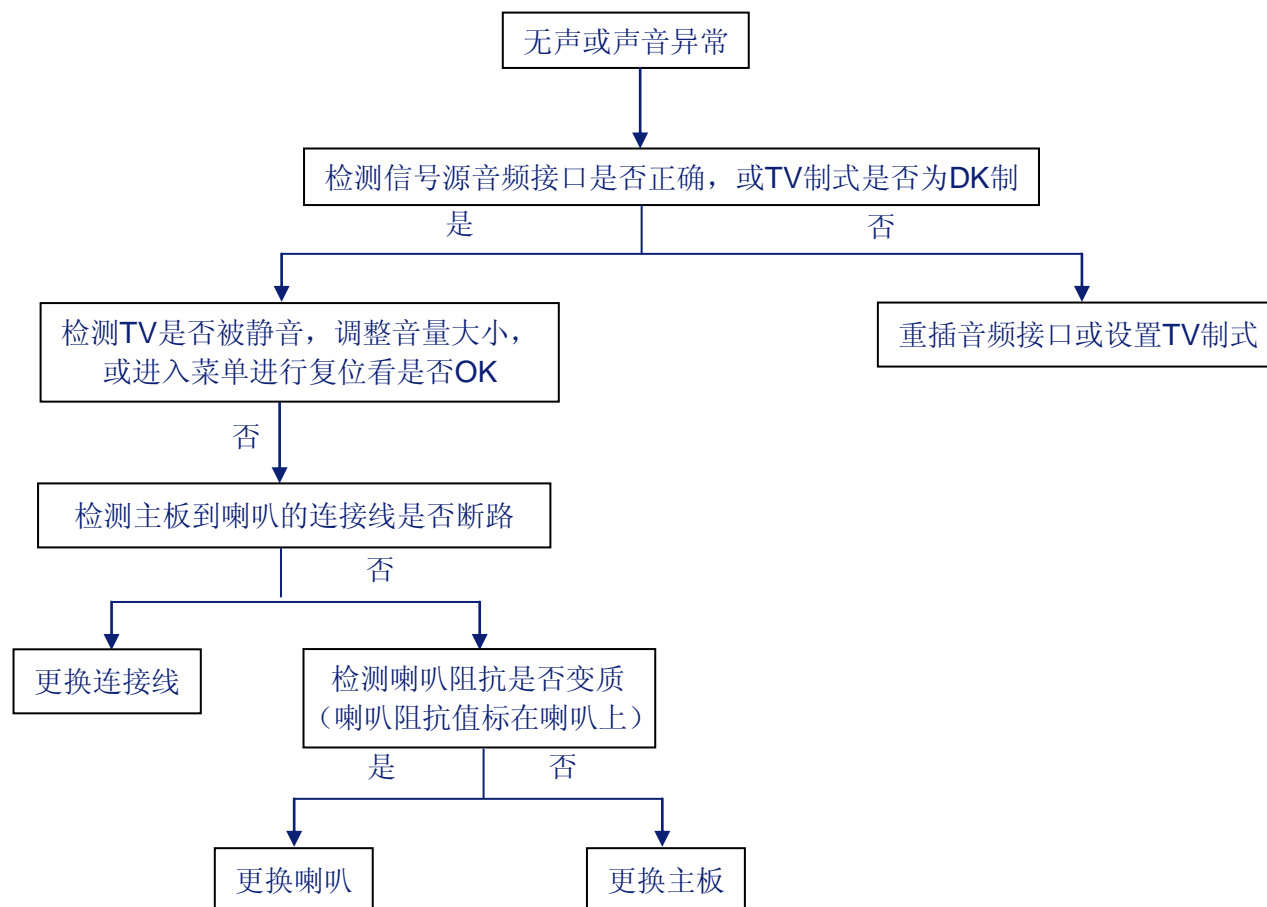 无声或声音异常
检测信号源音频接口是否正确，或TV制式是否为DK制
是
否
检测TV是否被静音，调整音量大小，
或进入菜单进行复位看是否OK
重插音频接口或设置TV制式
否
检测主板到喇叭的连接线是否断路
否
更换连接线
检测喇叭阻抗是否变质
（喇叭阻抗值标在喇叭上）
是
否
更换喇叭
更换主板